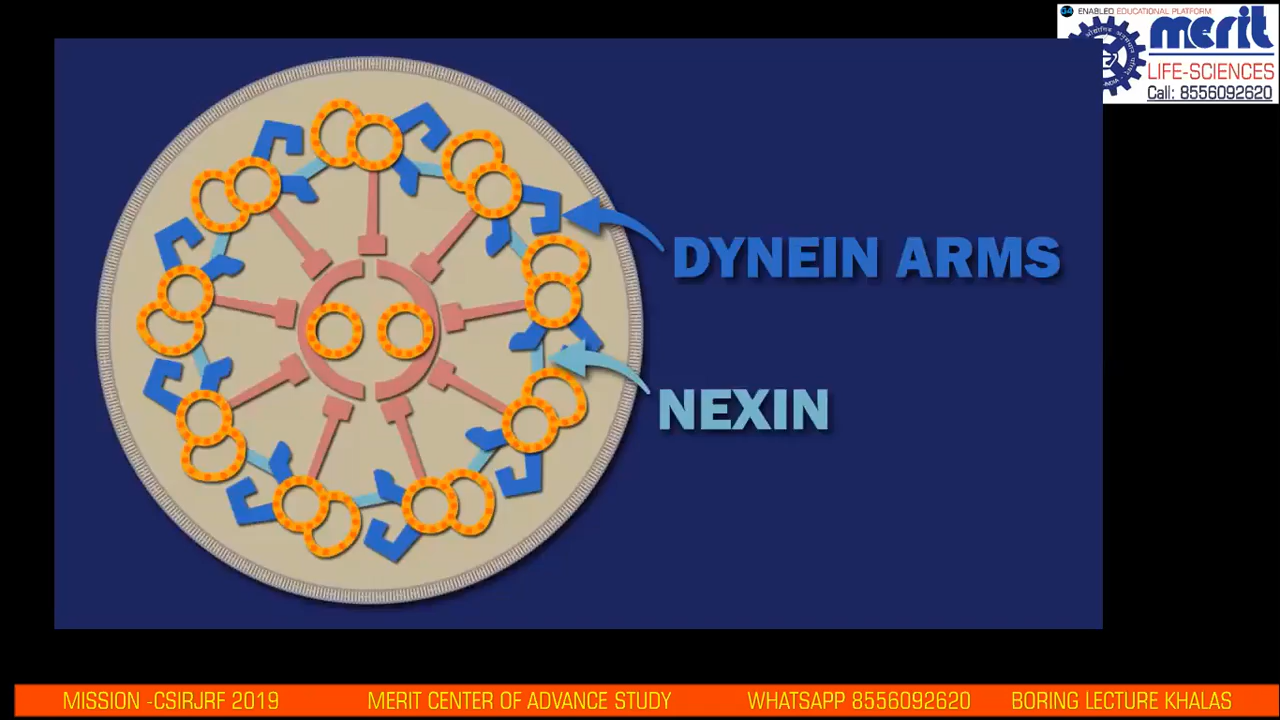 ENABLED EDUCATIONAL PLATFORM
merit
LIFE-SCIENCES
Call: 8556092620
DYNEIN ARMS
NEXIN
MISSION -CSIRJRF 2019 MERIT CENTER OF ADVANCE STUDY WHATSAPP 8556092620 BORING LECTURE KHALAS